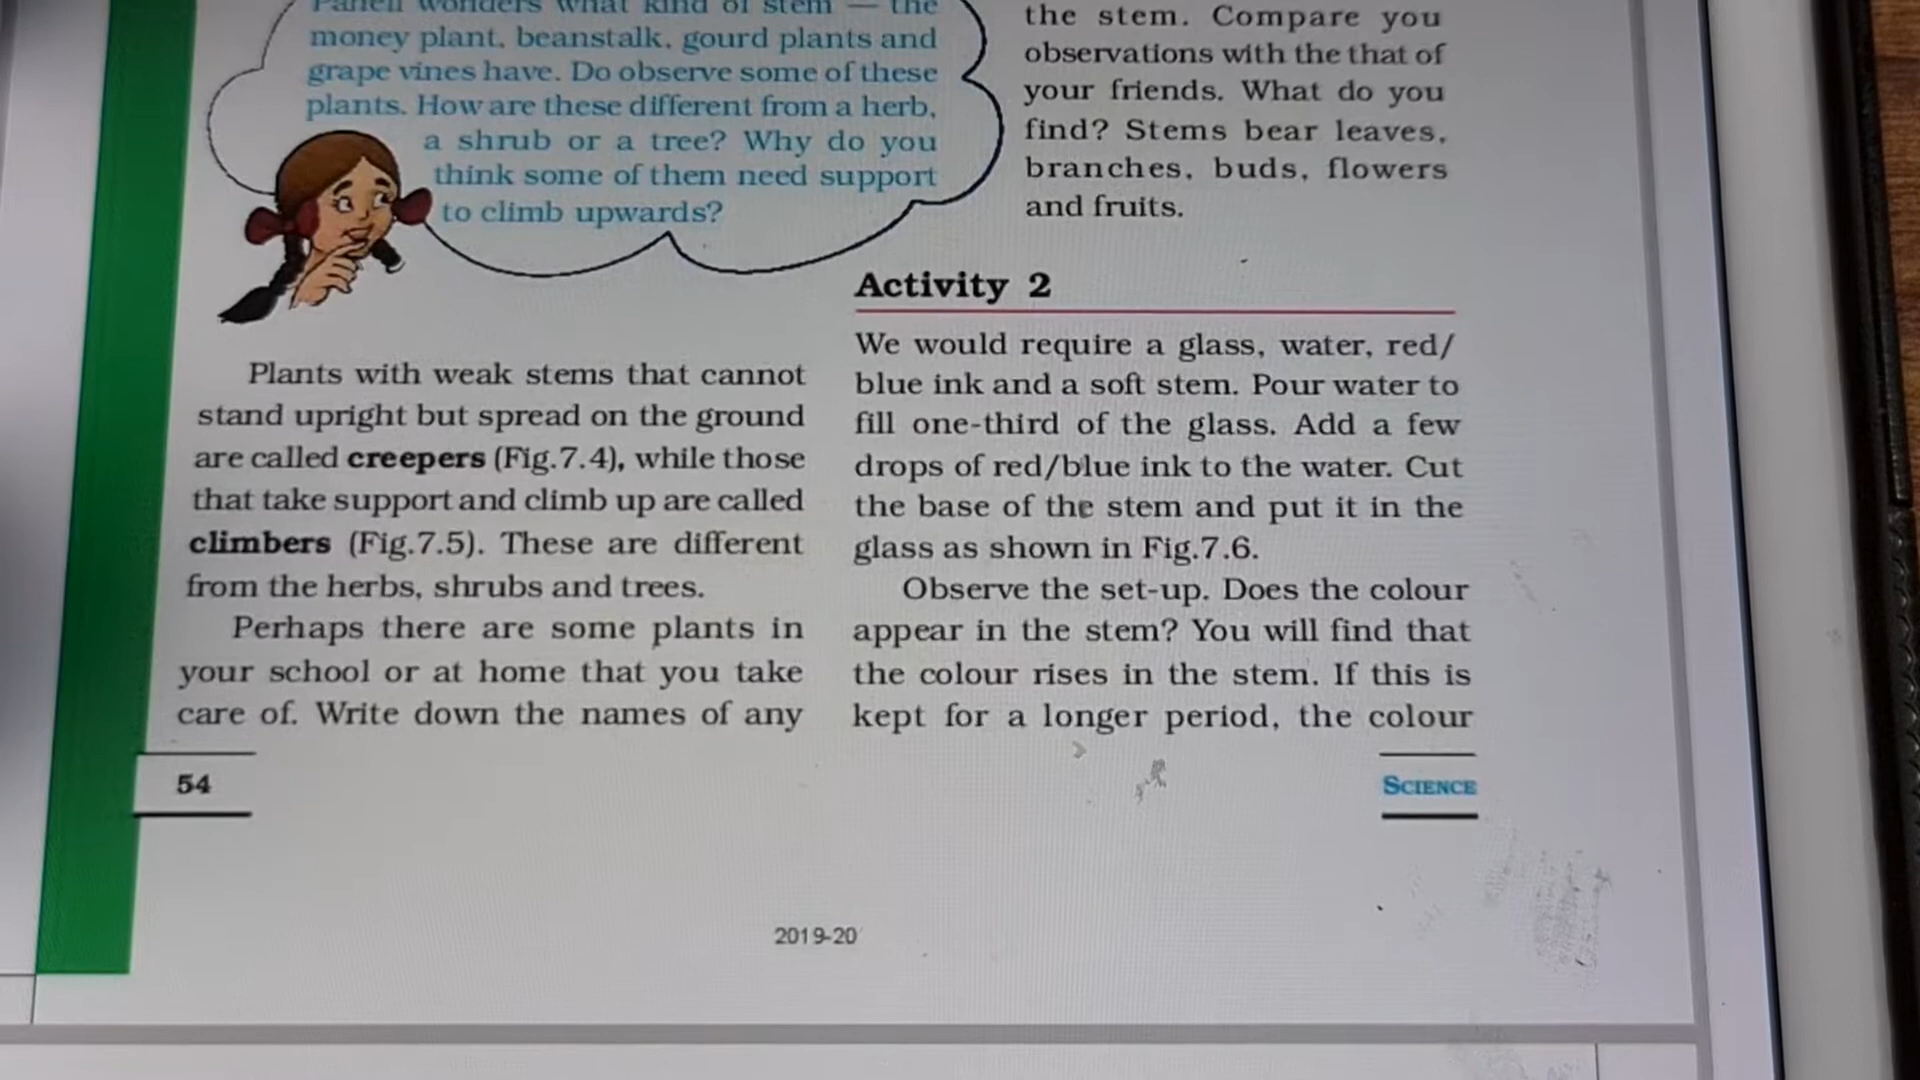 Paheli wonders what kind of stem — the
money plant, beanstalk, gourd plants and
grape vines have. Do observe some of these
plants. How are these different from a herb,
a shrub or a tree? Why do you
think some of them need support
to climb upwards?
Plants with weak stems that cannot
stand upright but spread on the ground
are called creepers (Fig.7.4), while those
that take support and climb up are called
climbers (Fig.7.5). These are different
from the herbs, shrubs and trees.
Perhaps there are some plants in
your school or at home that you take
care of. Write down the names of any
the stem. Compare you
observations with the that of
your friends. What do you
find? Stems bear leaves,
branches, buds, flowers
and fruits.
Activity 2
We would require a glass, water, red/
blue ink and a soft stem. Pour water to
fill one-third of the glass. Add a few
drops of red/blue ink to the water. Cut
the base of the stem and put it in the
glass as shown in Fig.7.6.
Observe the set-up. Does the colour
appear in the stem? You will find that
the colour rises in the stem. If this is
kept for a longer period, the colour
54
SCIENCE
2019-20